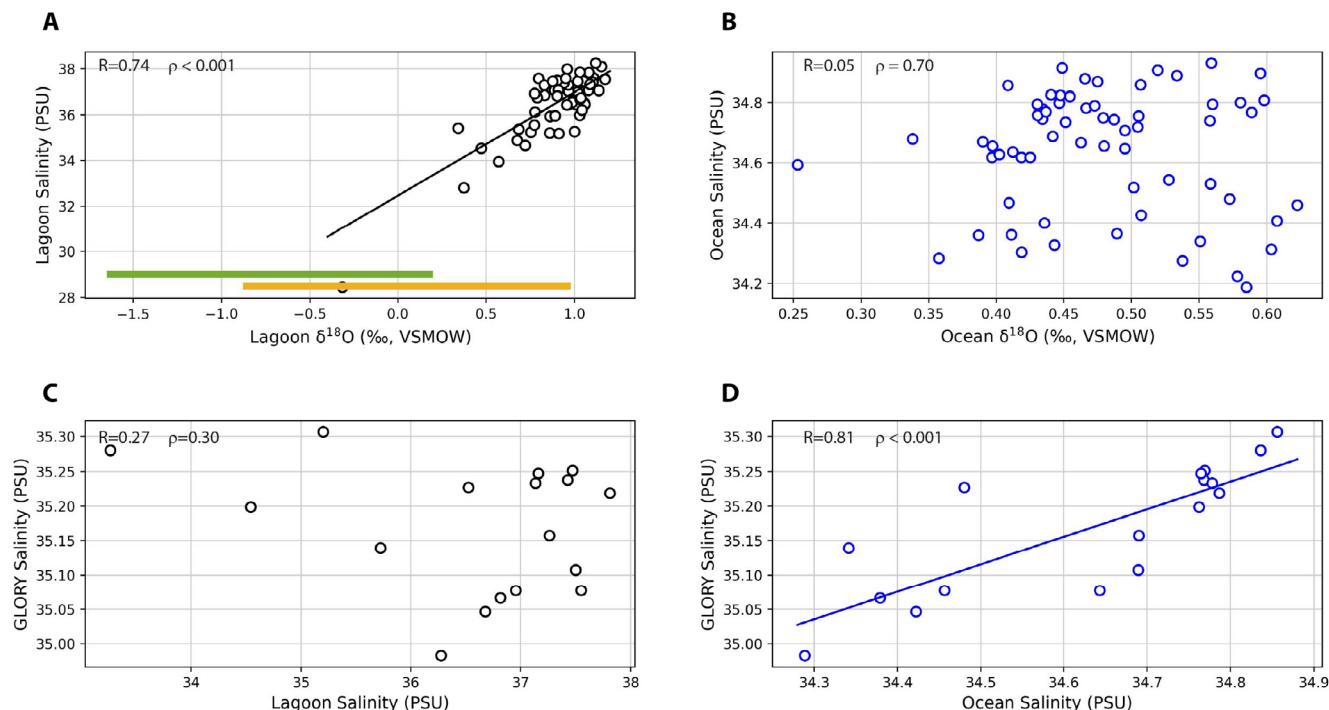 A
R=0.74 ρ < 0.001
Lagoon Salinity (PSU)
38
36
34
32
30
28
−1.5 −1.0 −0.5 0.0 0.5 1.0
Lagoon δ¹⁸O (‰, VSMOW)
B
R=0.05 ρ = 0.70
Ocean Salinity (PSU)
34.8
34.6
34.4
34.2
0.25 0.30 0.35 0.40 0.45 0.50 0.55 0.60
Ocean δ¹⁸O (‰, VSMOW)
C
R=0.27 ρ=0.30
GLORY Salinity (PSU)
35.30
35.25
35.20
35.15
35.10
35.05
35.00
34 35 36 37 38
Lagoon Salinity (PSU)
D
R=0.81 ρ < 0.001
GLORY Salinity (PSU)
35.30
35.25
35.20
35.15
35.10
35.05
35.00
34.3 34.4 34.5 34.6 34.7 34.8 34.9
Ocean Salinity (PSU)